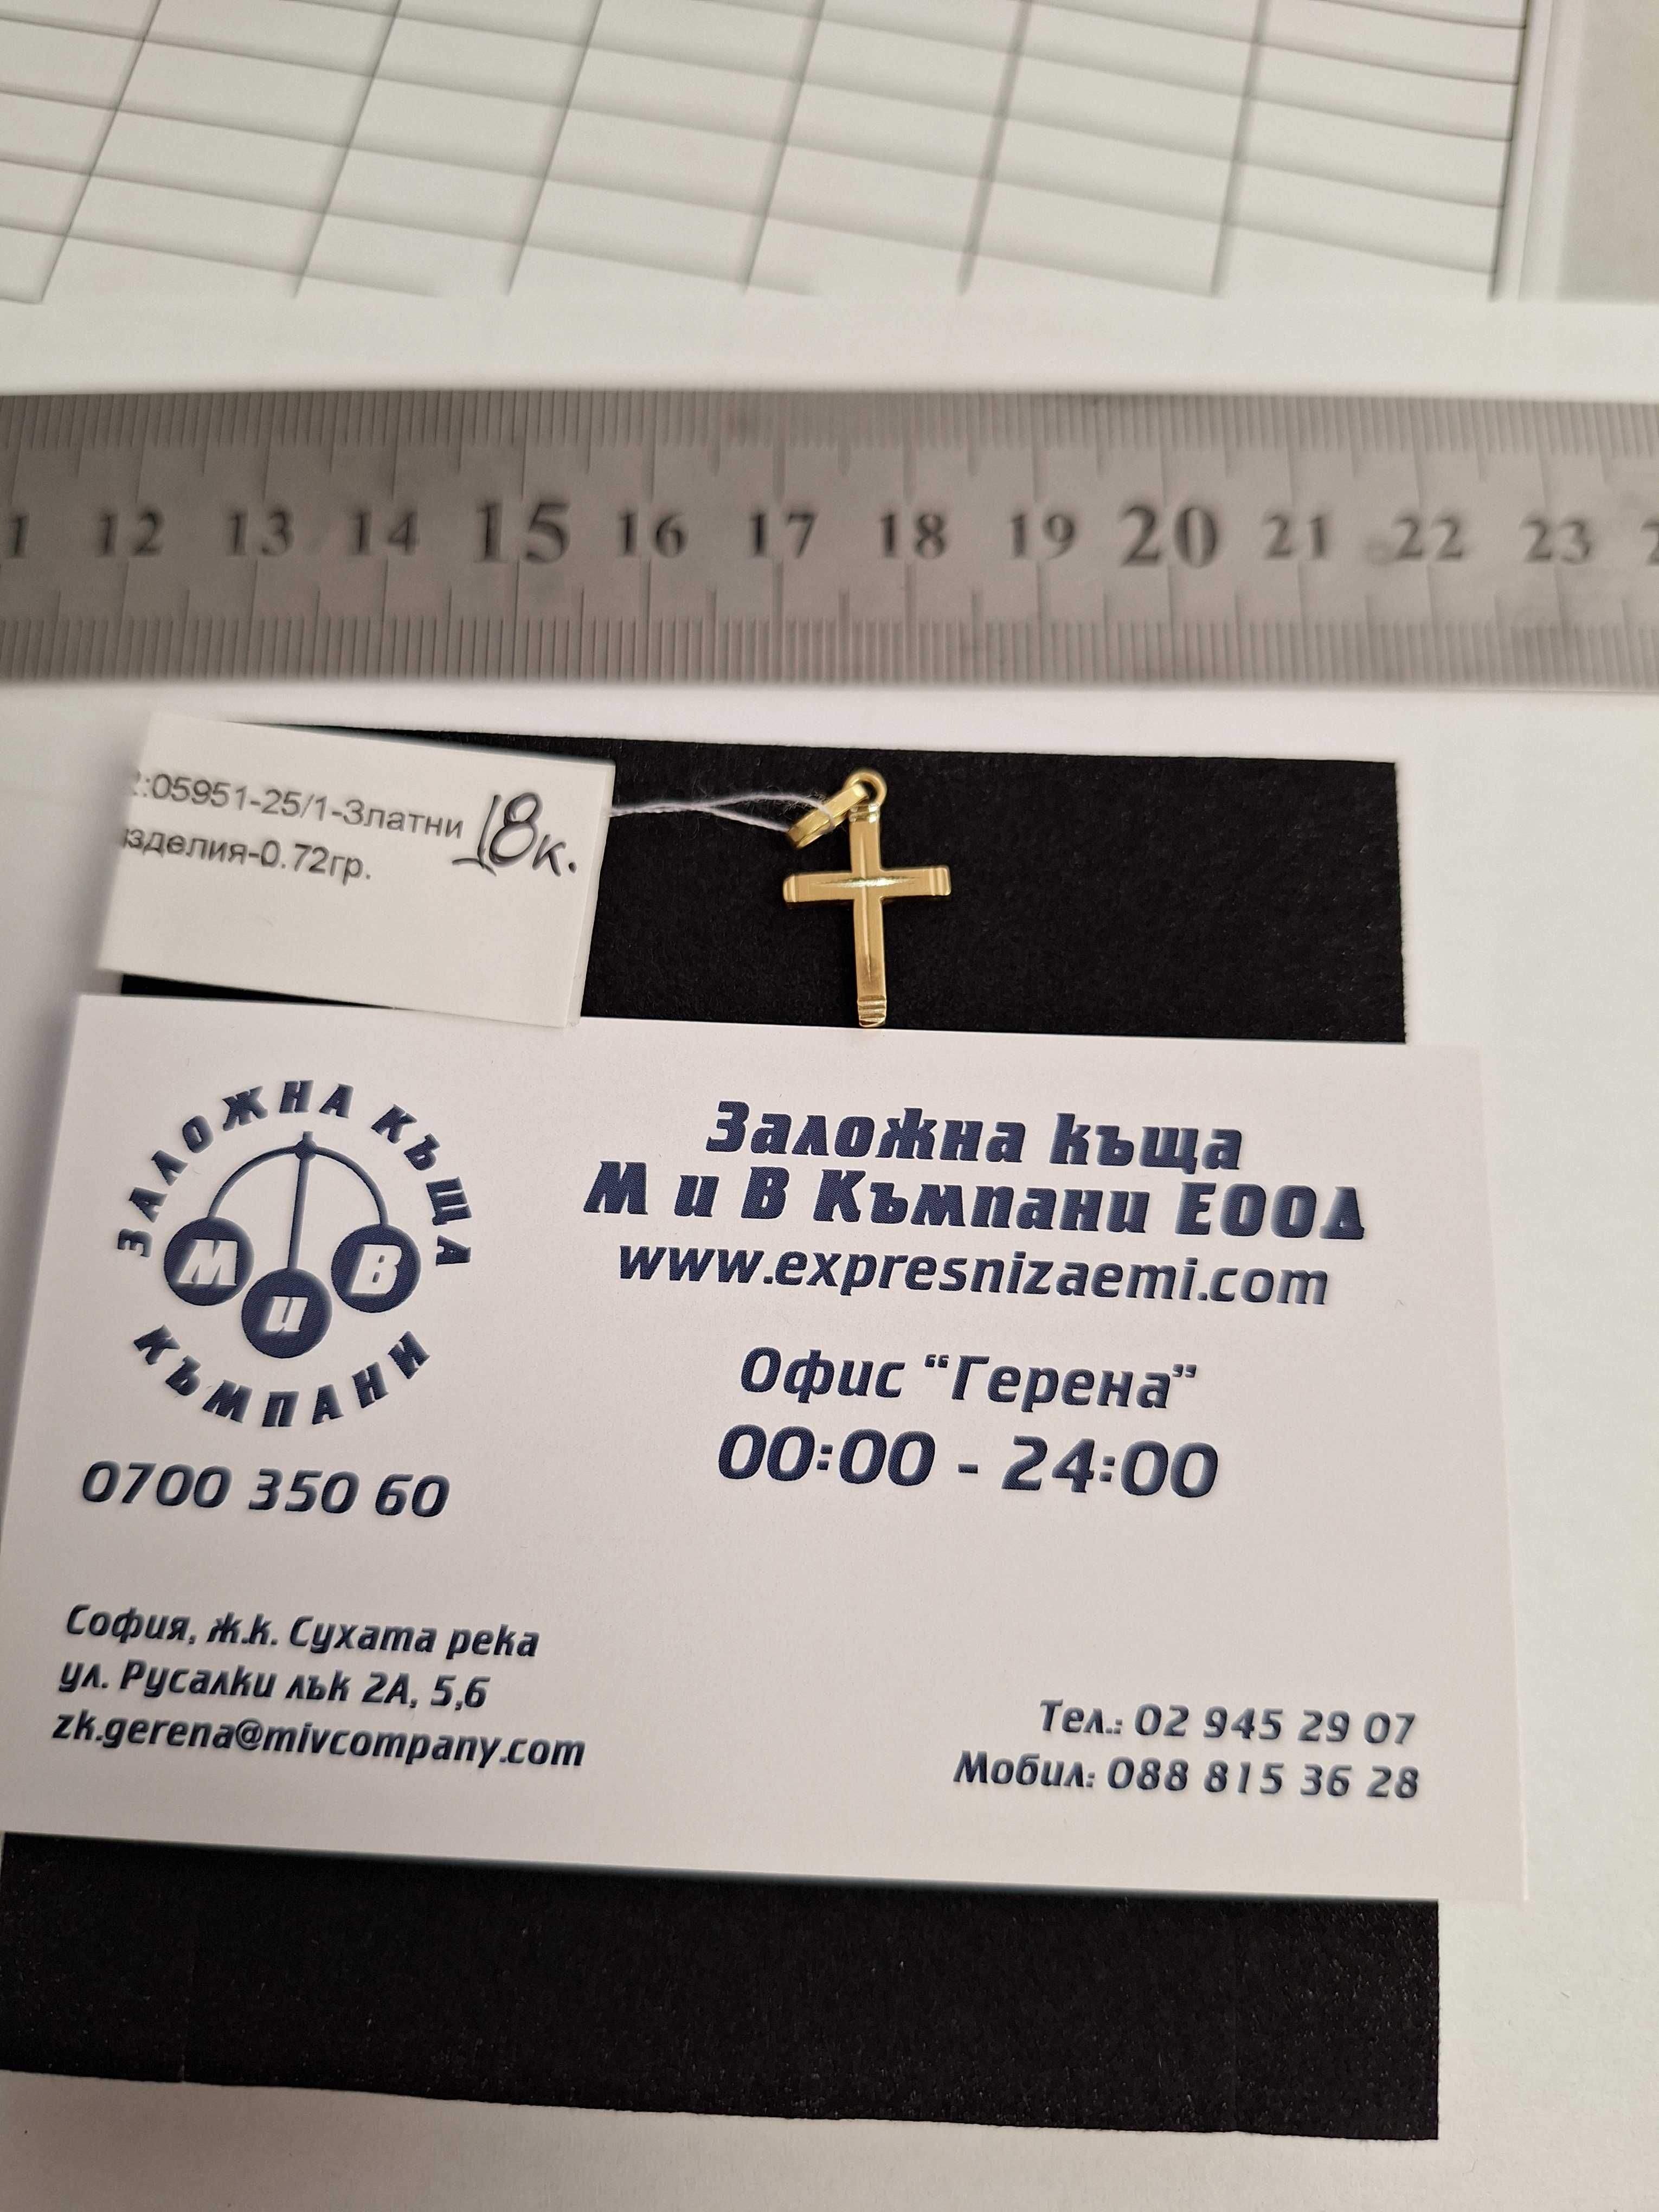 12 13 14 15 16 17 18 19 20 21 22 23
:05951-25/1-Златни 18к.
изделия-0.72гр.
ЗАЛОЖНА КЪЩА
М и В
КЪМПАНИ
0700 350 60
Заложна къща
М и В Къмпани ЕООД
www.expresnizaemi.com
Офис “Герена”
00:00 - 24:00
София, ж.к. Сухата река
ул. Русалки лък 2А, 5,6
zk.gerena@mivcompany.com
Тел.: 02 945 29 07
Мобил: 088 815 36 28